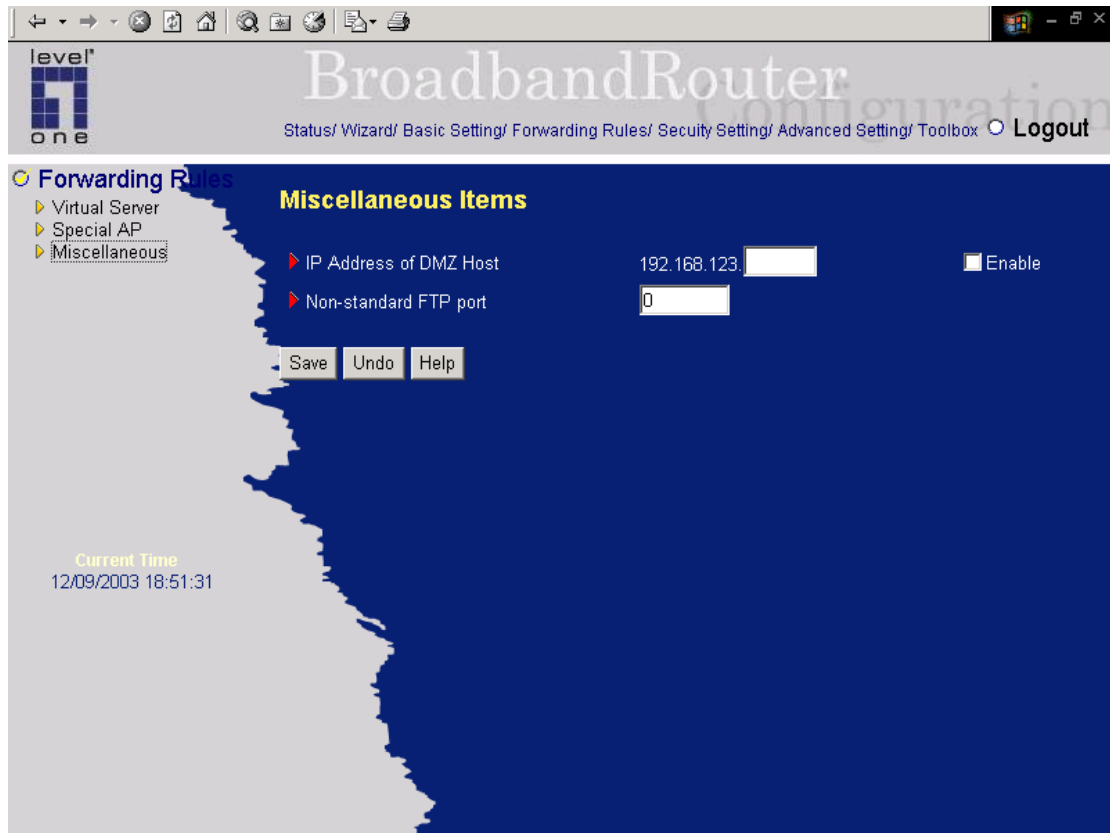 level*
one
BroadbandRouter
Configuration
Status/ Wizard/ Basic Setting/ Forwarding Rules/ Secuity Setting/ Advanced Setting/ Toolbox Logout
Forwarding Rules
Virtual Server
Special AP
Miscellaneous
Miscellaneous Items
IP Address of DMZ Host 192.168.123. Enable
Non-standard FTP port 0
Save Undo Help
Current Time
12/09/2003 18:51:31